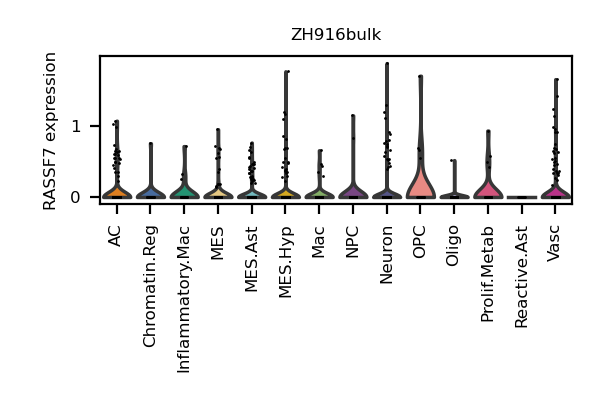 ZH916bulk
RASSF7 expression
1
0
AC
Chromatin.Reg
Inflammatory.Mac
MES
MES.Ast
MES.Hyp
Mac
NPC
Neuron
OPC
Oligo
Prolif.Metab
Reactive.Ast
Vasc